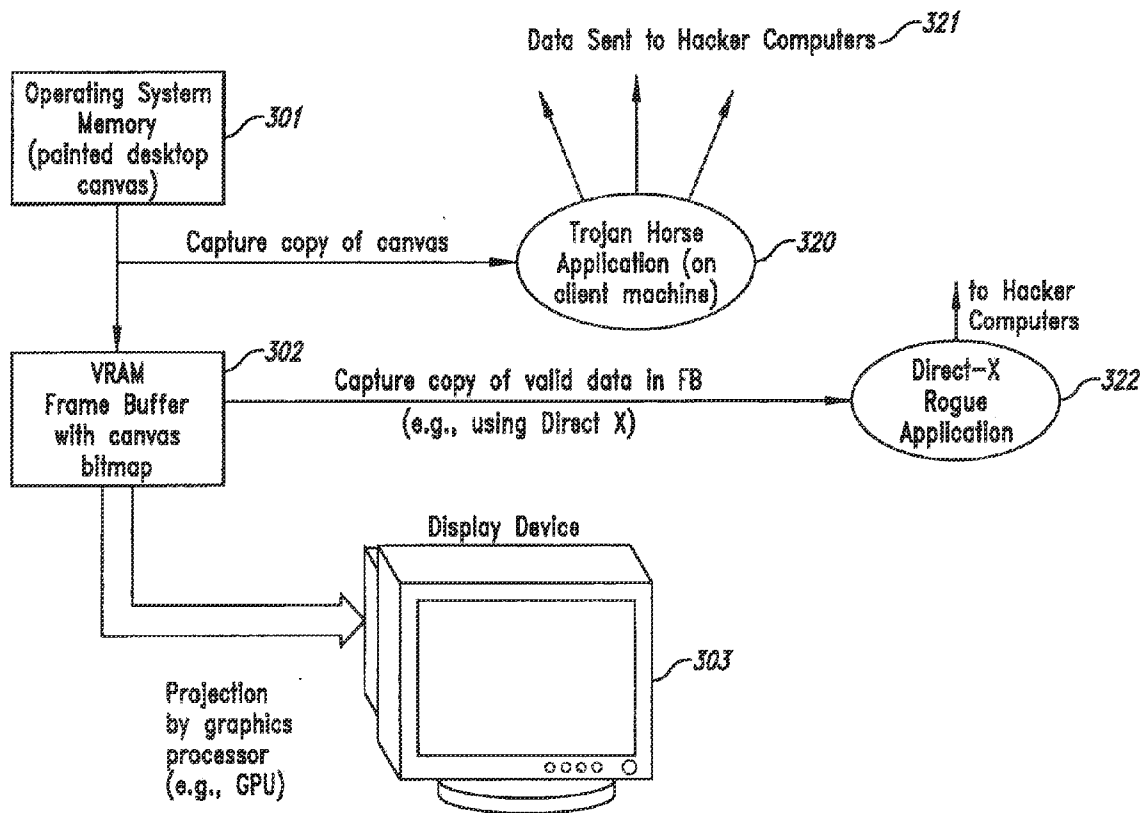 Data Sent to Hacker Computers
321
Operating System
Memory
(painted desktop
canvas)
301
Capture copy of canvas
Trojan Horse
Application (on
client machine)
320
to Hacker
Computers
302
VRAM
Frame Buffer
with canvas
bitmap
Capture copy of valid data in FB
(e.g., using Direct X)
Direct-X
Rogue
Application
322
Display Device
303
Projection
by graphics
processor
(e.g., GPU)